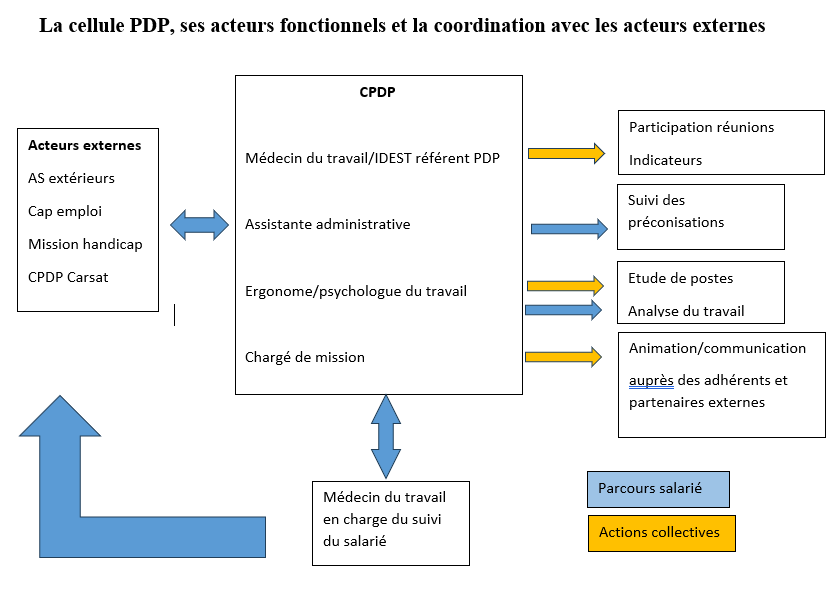 La cellule PDP, ses acteurs fonctionnels et la coordination avec les acteurs externes
Acteurs externes
AS extérieurs
Cap emploi
Mission handicap
CPDP Carsat
CPDP
Médecin du travail/IDEST référent PDP
Assistante administrative
Ergonome/psychologue du travail
Chargé de mission
Participation réunions
Indicateurs
Suivi des
préconisations
Etude de postes
Analyse du travail
Animation/communication
auprès des adhérents et
partenaires externes
Médecin du travail
en charge du suivi
du salarié
Parcours salarié
Actions collectives